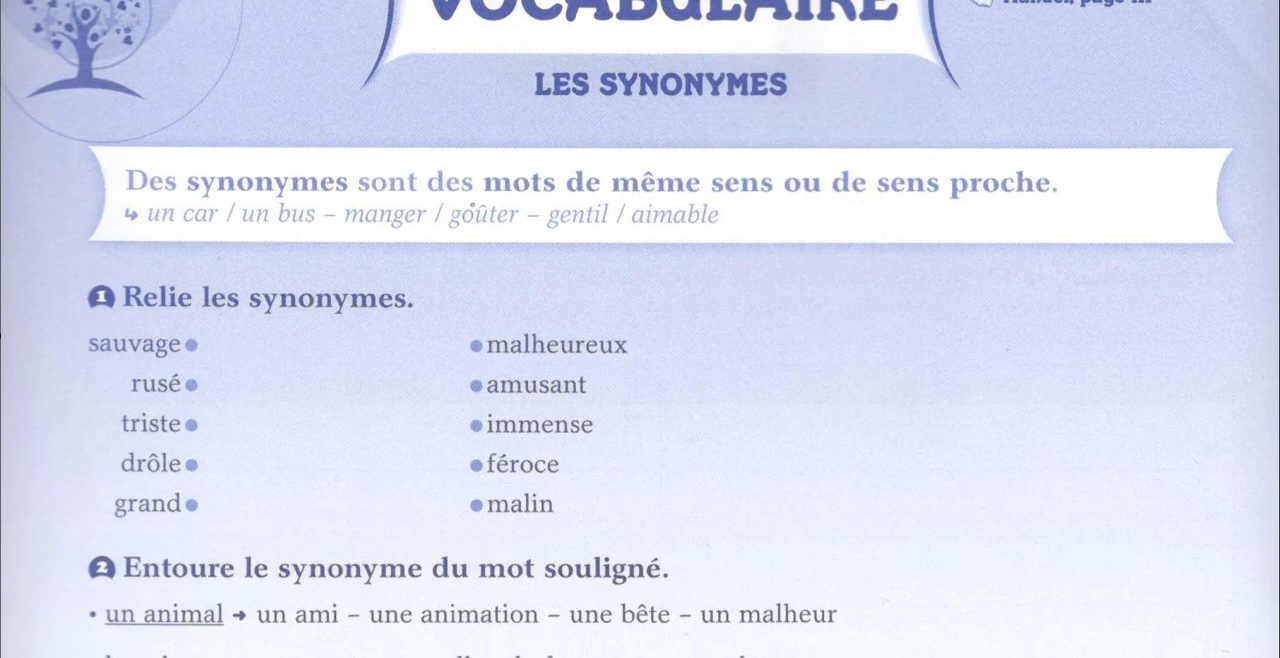 VOCABULAIRE
LES SYNONYMES
Des synonymes sont des mots de même sens ou de sens proche.
↳ un car / un bus – manger / goûter – gentil / aimable
1 Relie les synonymes.
sauvage • • malheureux
rusé • • amusant
triste • • immense
drôle • • féroce
grand • • malin
2 Entoure le synonyme du mot souligné.
• un animal → un ami – une animation – une bête – un malheur